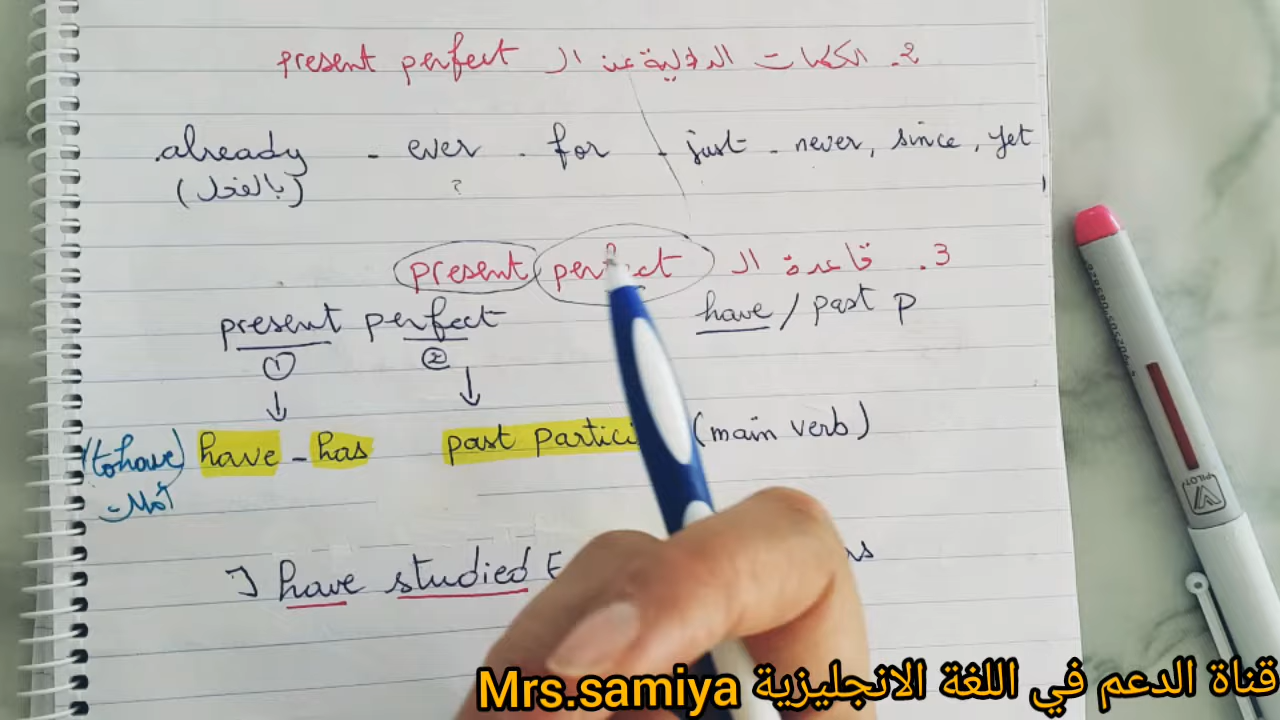 2. الكلمات الدالة عن ال present perfect
already - ever - for - just - never, since, yet
(بالفعل) ?
3. قاعدة ال present perfect
present perfect have / past p
① ②
(to have) have - has past partici (main verb)
I have studied E
Mrs.samiya قناة الدعم في اللغة الانجليزية
PILOT